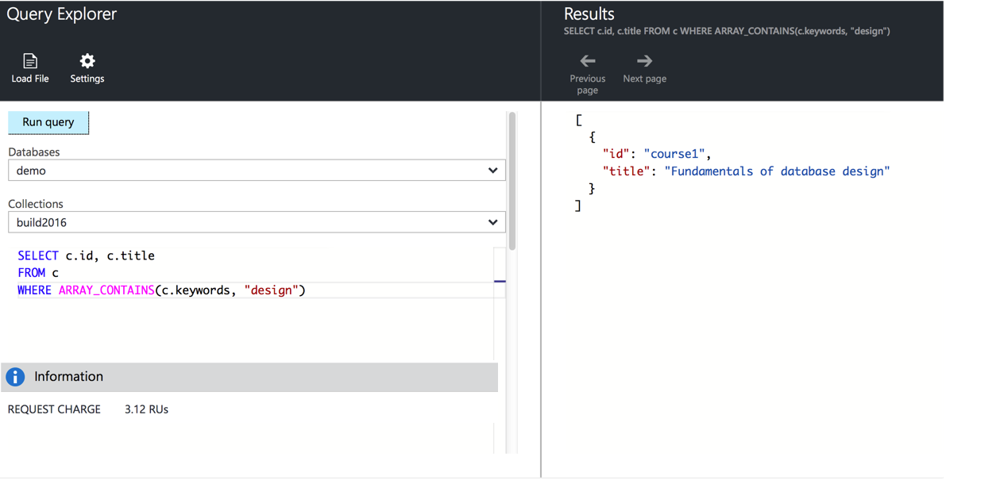 Query Explorer
Load File
Settings
Run query
Databases
demo
Collections
build2016
SELECT c.id, c.title
FROM c
WHERE ARRAY_CONTAINS(c.keywords, "design")
Information
REQUEST CHARGE 3.12 RUs
Results
SELECT c.id, c.title FROM c WHERE ARRAY_CONTAINS(c.keywords, "design")
Previous
page
Next page
[
{
"id": "course1",
"title": "Fundamentals of database design"
}
]